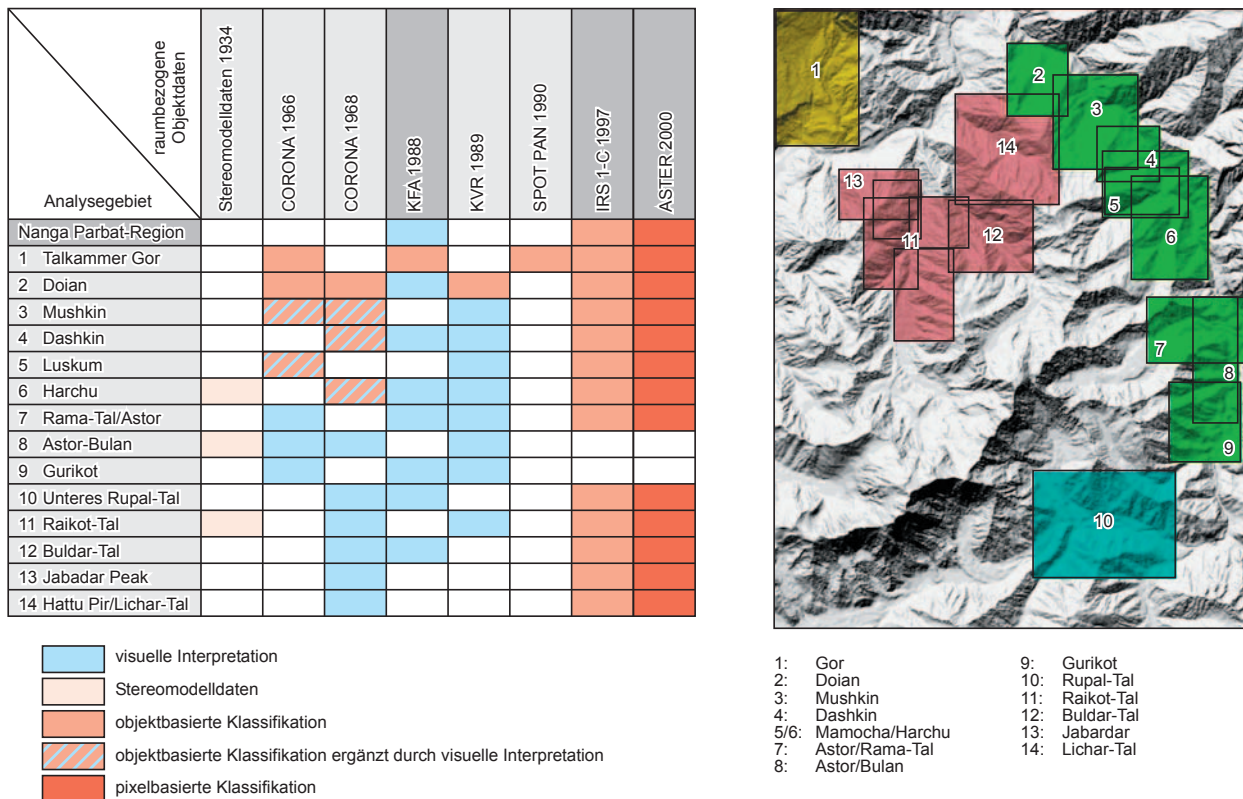 raumbezogene
Objektdaten
Analysegebiet
Stereomodelldaten 1934
CORONA 1966
CORONA 1968
KFA 1988
KVR 1989
SPOT PAN 1990
IRS 1-C 1997
ASTER 2000
Nanga Parbat-Region
1 Talkammer Gor
2 Doian
3 Mushkin
4 Dashkin
5 Luskum
6 Harchu
7 Rama-Tal/Astor
8 Astor-Bulan
9 Gurikot
10 Unteres Rupal-Tal
11 Raikot-Tal
12 Buldar-Tal
13 Jabadar Peak
14 Hattu Pir/Lichar-Tal
visuelle Interpretation
Stereomodelldaten
objektbasierte Klassifikation
objektbasierte Klassifikation ergänzt durch visuelle Interpretation
pixelbasierte Klassifikation
1
2
3
14
4
13
5
11
12
6
7
8
9
10
1: Gor
2: Doian
3: Mushkin
4: Dashkin
5/6: Mamocha/Harchu
7: Astor/Rama-Tal
8: Astor/Bulan
9: Gurikot
10: Rupal-Tal
11: Raikot-Tal
12: Buldar-Tal
13: Jabardar
14: Lichar-Tal